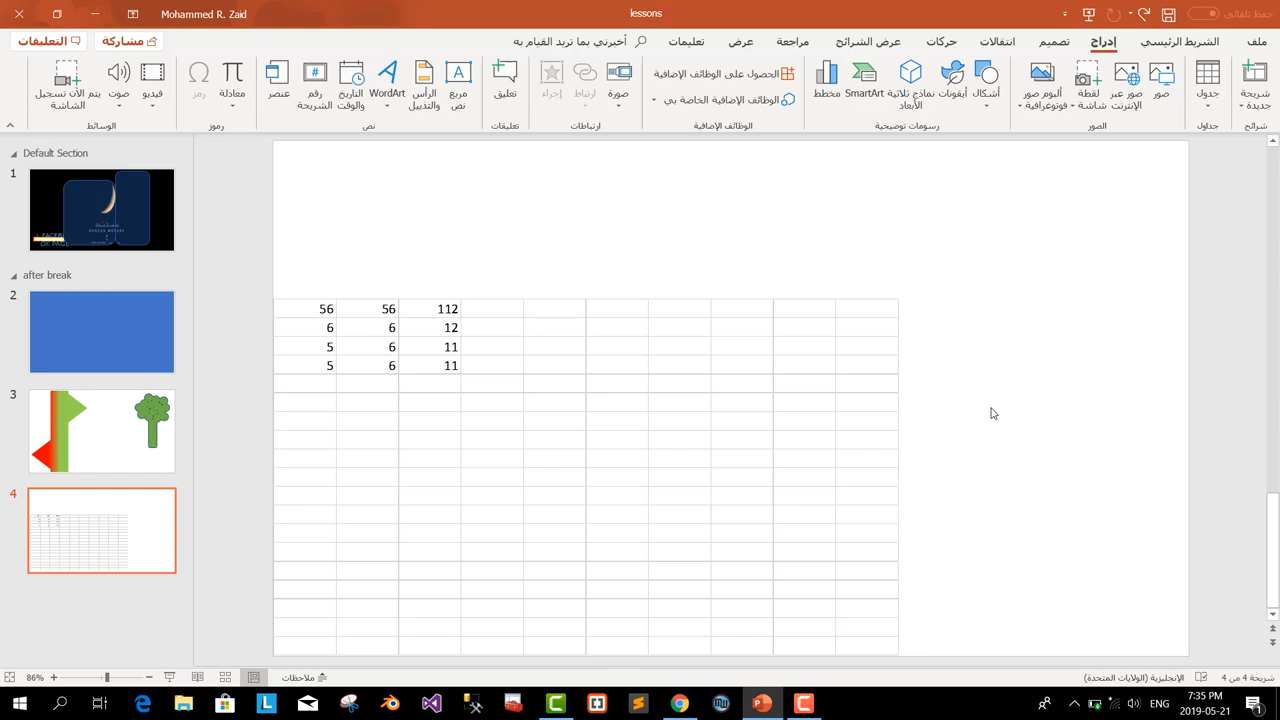 Mohammed R. Zaid
lessons
حفظ تلقائي
ملف
الشريط الرئيسي
إدراج
تصميم
انتقالات
حركات
عرض الشرائح
مراجعة
عرض
تعليمات
أخبرني بما تريد القيام به
مشاركة
التعليقات
شريحة جديدة
جدول
صور
صور عبر الإنترنت
لقطة شاشة
ألبوم صور فوتوغرافية
أشكال
أيقونات
نماذج ثلاثية الأبعاد
SmartArt
مخطط
الحصول على الوظائف الإضافية
الوظائف الإضافية الخاصة بي
صورة
ارتباط
إجراء
تعليق
مربع نص
الرأس والتذييل
WordArt
التاريخ والوقت
رقم الشريحة
عنصر
معادلة
رمز
فيديو
صوت
يتم الآن تسجيل الشاشة
شرائح
جداول
الصور
رسومات توضيحية
الوظائف الإضافية
ارتباطات
تعليقات
نص
رموز
الوسائط
Default Section
1
after break
2
3
4
56 56 112
6 6 12
5 6 11
5 6 11
86%
ملاحظات
الإنجليزية (الولايات المتحدة)
شريحة 4 من 4
ENG
7:35 PM
2019-05-21